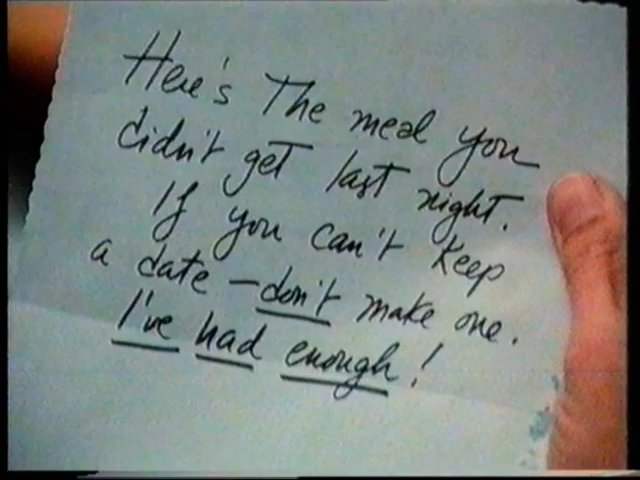 Here's The meal you
didn't get last night.
If you can't keep
a date – don't make one.
I've had enough!